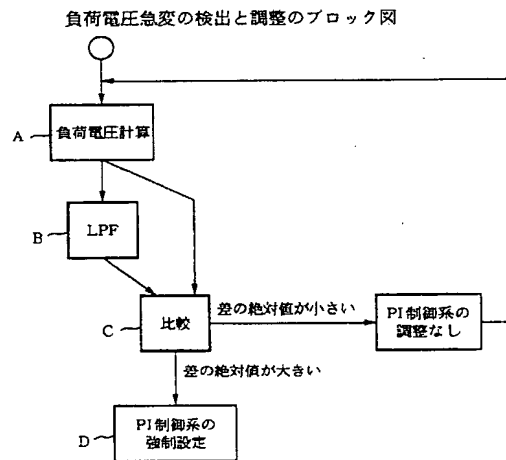 負荷電圧急変の検出と調整のブロック図
A
負荷電圧計算
B
LPF
C
比較
差の絶対値が小さい
PI制御系の
調整なし
差の絶対値が大きい
D
PI制御系の
強制設定